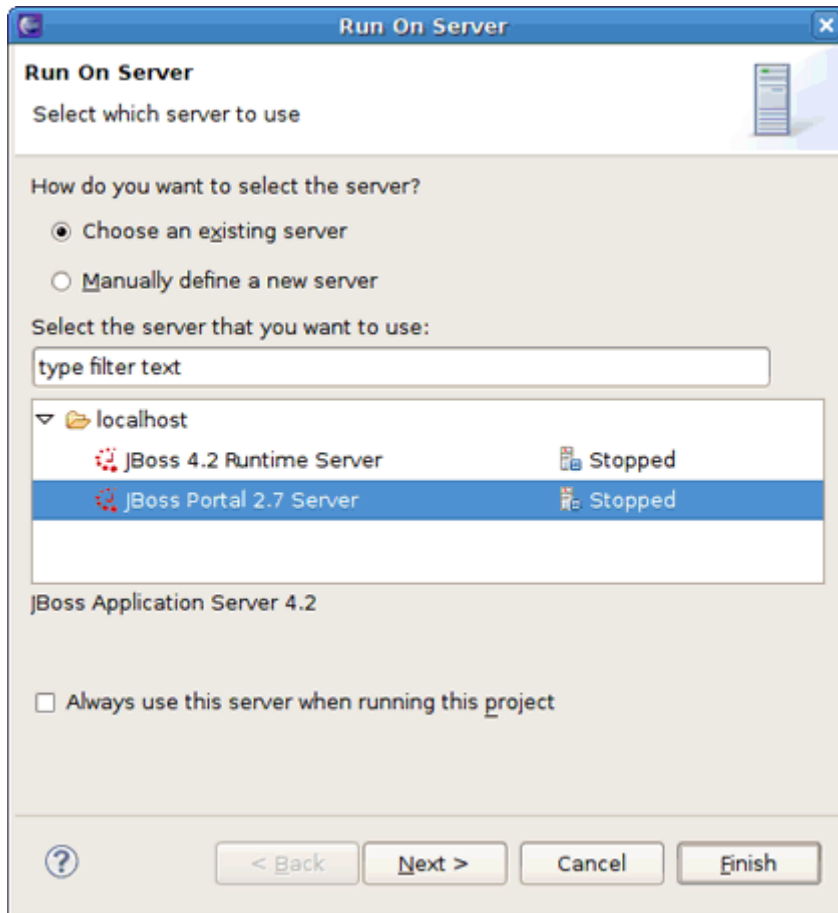 Run On Server
Run On Server
Select which server to use
How do you want to select the server?
Choose an existing server
Manually define a new server
Select the server that you want to use:
type filter text
localhost
JBoss 4.2 Runtime Server Stopped
JBoss Portal 2.7 Server Stopped
JBoss Application Server 4.2
Always use this server when running this project
? < Back Next > Cancel Finish